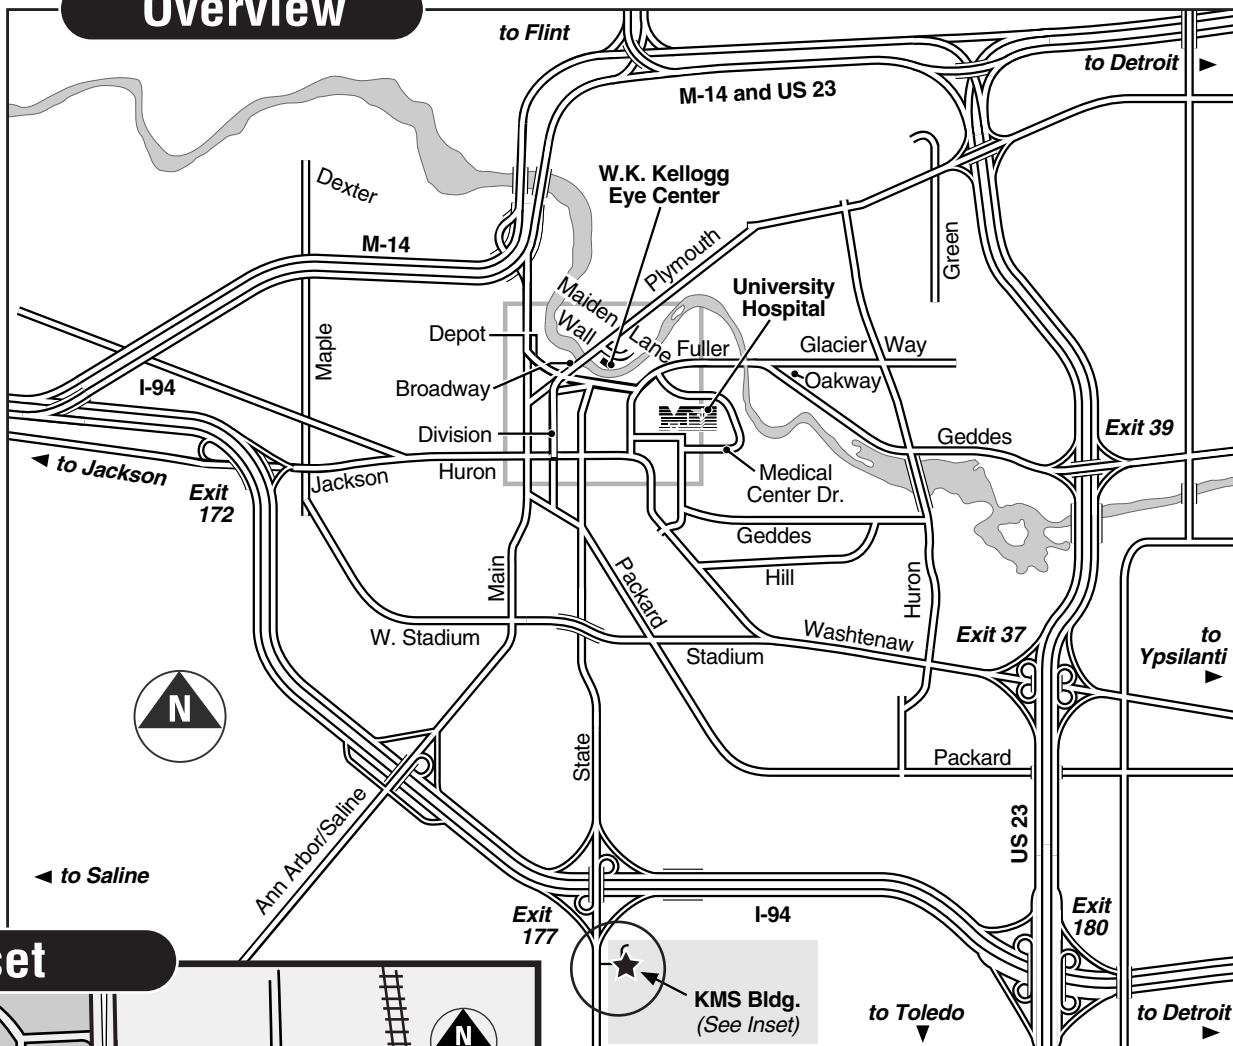 Overview
to Flint
to Detroit
M-14 and US 23
W.K. Kellogg
Eye Center
Dexter
M-14
Plymouth
Green
University
Hospital
Maiden Lane
Wall
Depot
Maple
Fuller
Glacier Way
Broadway
Oakway
I-94
Division
Geddes
Exit 39
to Jackson
Huron
Jackson
Exit
172
Medical
Center Dr.
Geddes
Main
Packard
Hill
Huron
W. Stadium
Washtenaw
Exit 37
to
Ypsilanti
Stadium
N
State
Packard
US 23
Ann Arbor/Saline
to Saline
Exit
177
I-94
Exit
180
set
KMS Bldg.
(See Inset)
to Toledo
to Detroit
N